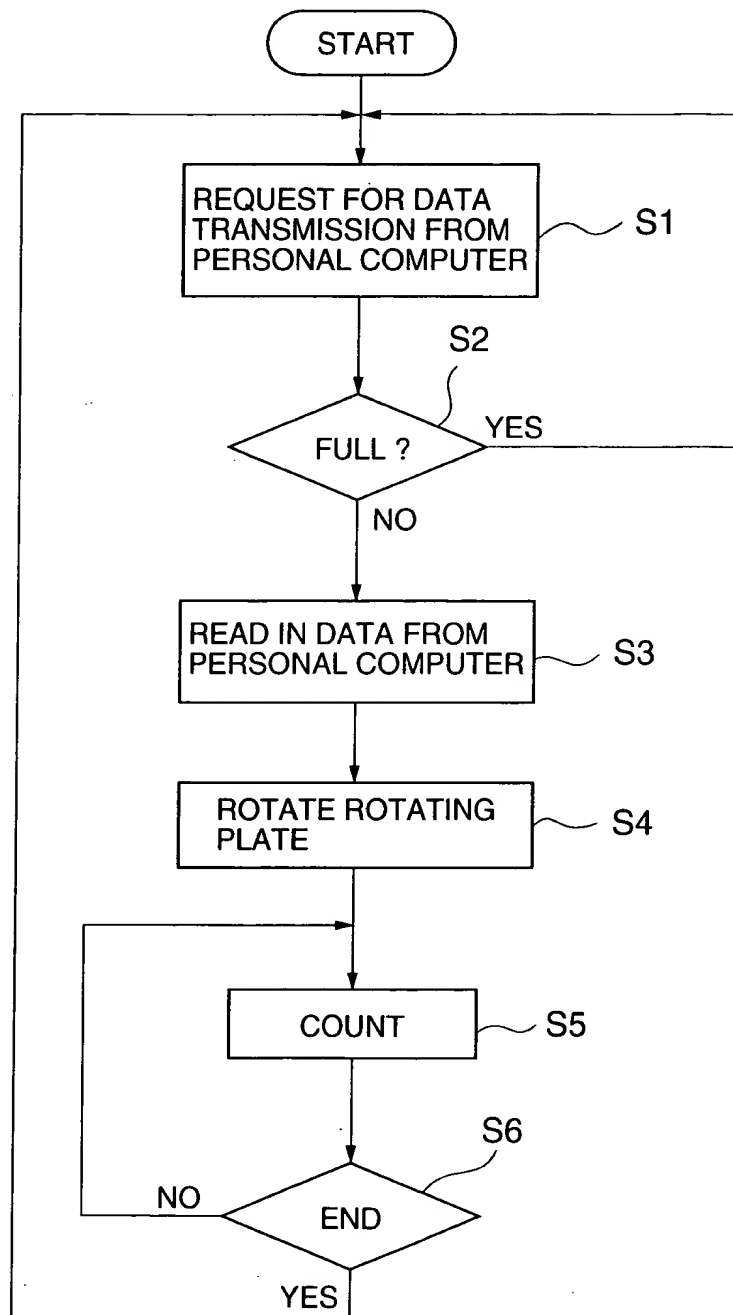 START
REQUEST FOR DATA
TRANSMISSION FROM
PERSONAL COMPUTER
S1
S2
FULL ?
YES
NO
READ IN DATA FROM
PERSONAL COMPUTER
S3
ROTATE ROTATING
PLATE
S4
COUNT
S5
S6
NO
END
YES